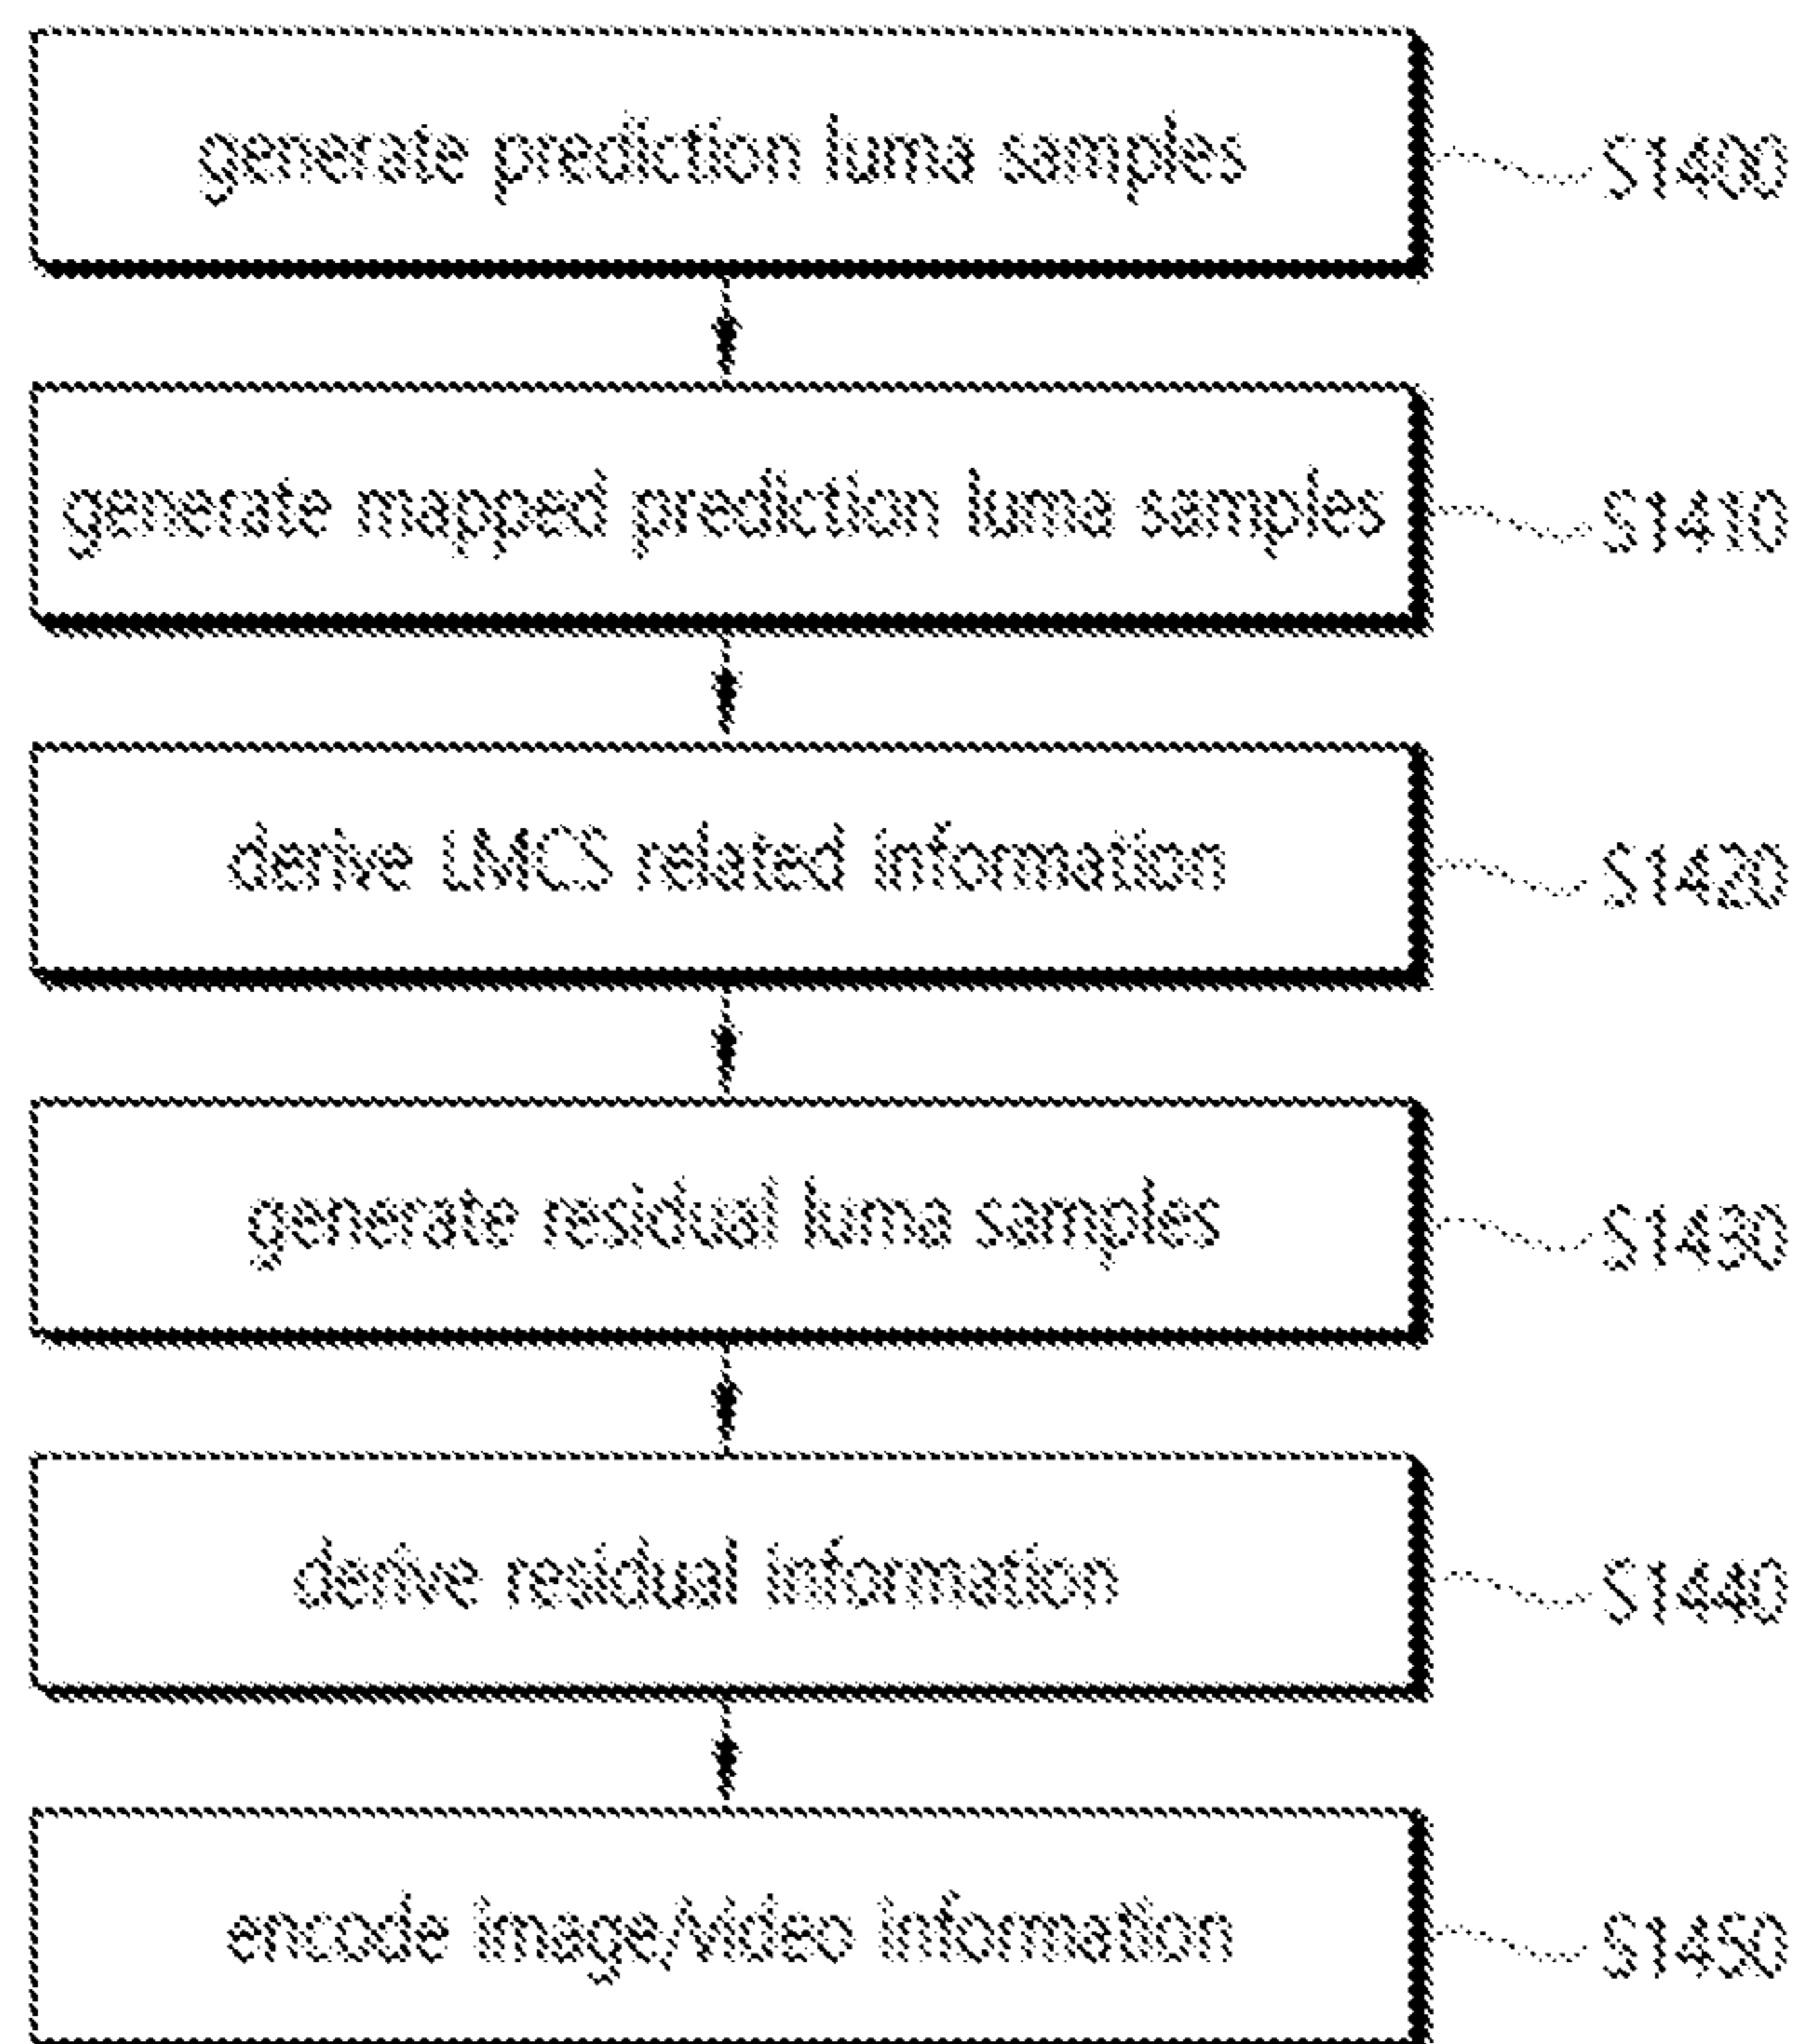 generate prediction luma samples S1400
generate mapped prediction luma samples S1410
derive LMCS related information S1420
generate residual luma samples S1430
derive residual information S1440
encode image/video information S1450